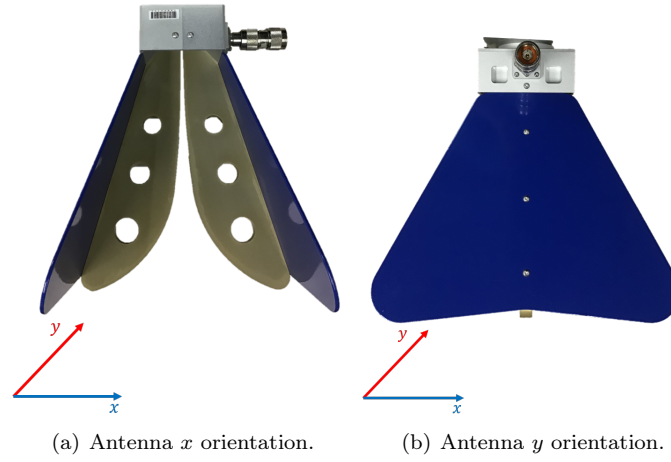 y
x
(a) Antenna x orientation.
y
x
(b) Antenna y orientation.